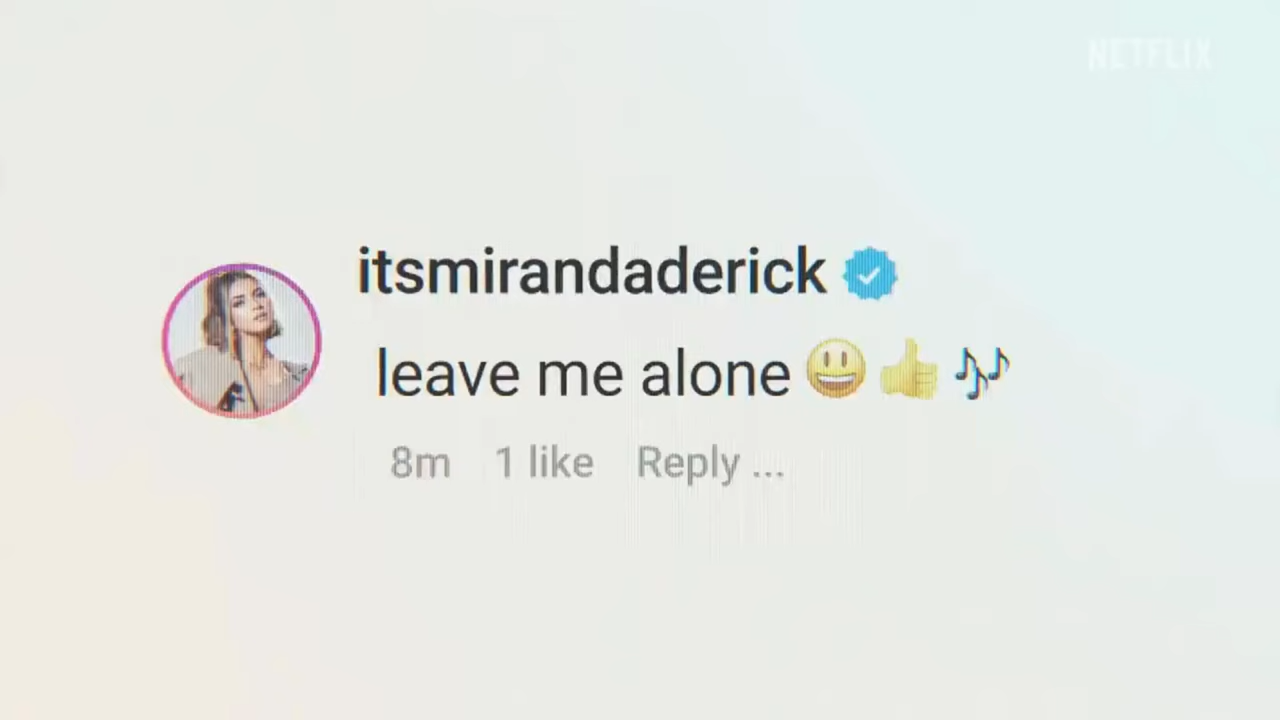 NETFLIX
itsmirandaderick
leave me alone 😃👍🎶
8m 1 like Reply ...